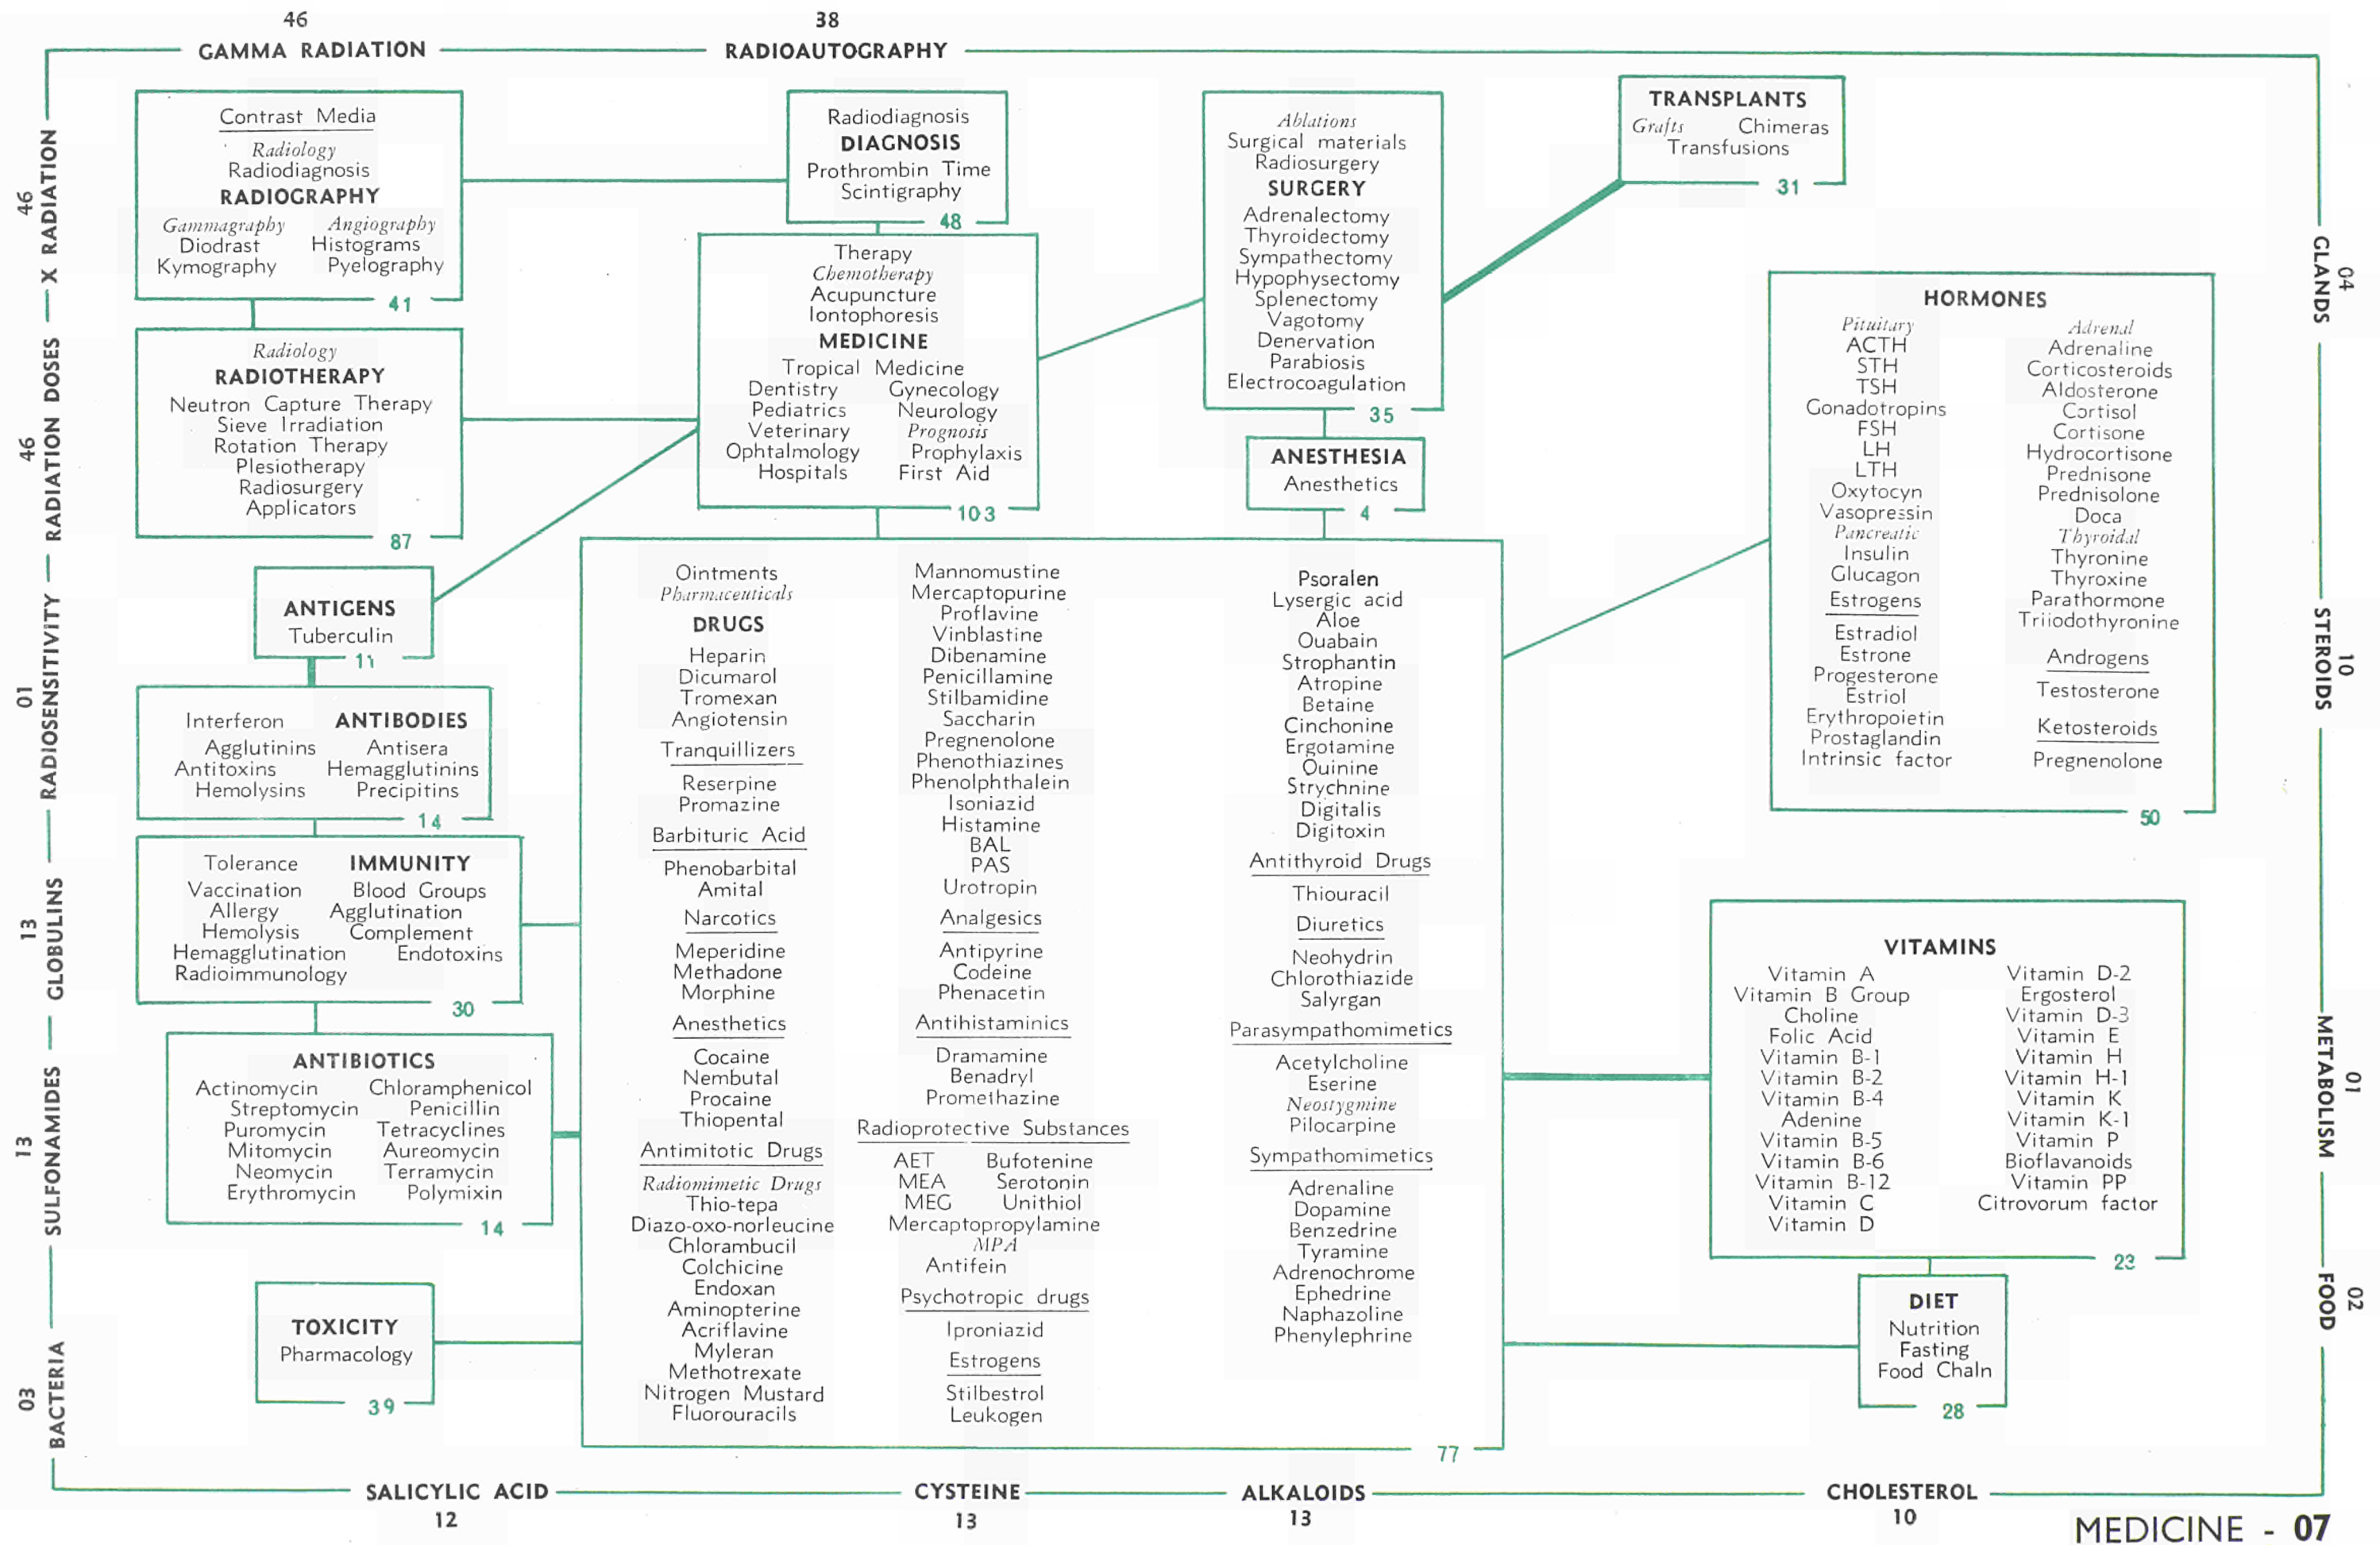 46
GAMMA RADIATION
38
RADIOAUTOGRAPHY
46
X RADIATION
46
RADIATION DOSES
01
RADIOSENSITIVITY
13
GLOBULINS
13
SULFONAMIDES
03
BACTERIA
Contrast Media
Radiology
Radiodiagnosis
RADIOGRAPHY
Gammagraphy Angiography
Diodrast Histograms
Kymography Pyelography
41
Radiology
RADIOTHERAPY
Neutron Capture Therapy
Sieve Irradiation
Rotation Therapy
Plesiotherapy
Radiosurgery
Applicators
87
ANTIGENS
Tuberculin
11
Interferon ANTIBODIES
Agglutinins Antisera
Antitoxins Hemagglutinins
Hemolysins Precipitins
14
Tolerance IMMUNITY
Vaccination Blood Groups
Allergy Agglutination
Hemolysis Complement
Hemagglutination Endotoxins
Radioimmunology
30
ANTIBIOTICS
Actinomycin Chloramphenicol
Streptomycin Penicillin
Puromycin Tetracyclines
Mitomycin Aureomycin
Neomycin Terramycin
Erythromycin Polymixin
14
TOXICITY
Pharmacology
39
Radiodiagnosis
DIAGNOSIS
Prothrombin Time
Scintigraphy
48
Therapy
Chemotherapy
Acupuncture
Iontophoresis
MEDICINE
Tropical Medicine
Dentistry Gynecology
Pediatrics Neurology
Veterinary Prognosis
Ophtalmology Prophylaxis
Hospitals First Aid
103
Ablations
Surgical materials
Radiosurgery
SURGERY
Adrenalectomy
Thyroidectomy
Sympathectomy
Hypophysectomy
Splenectomy
Vagotomy
Denervation
Parabiosis
Electrocoagulation
35
ANESTHESIA
Anesthetics
4
TRANSPLANTS
Grafts Chimeras
Transfusions
31
Ointments
Pharmaceuticals
DRUGS
Heparin
Dicumarol
Tromexan
Angiotensin
Tranquillizers
Reserpine
Promazine
Barbituric Acid
Phenobarbital
Amital
Narcotics
Meperidine
Methadone
Morphine
Anesthetics
Cocaine
Nembutal
Procaine
Thiopental
Antimitotic Drugs
Radiomimetic Drugs
Thio-tepa
Diazo-oxo-norleucine
Chlorambucil
Colchicine
Endoxan
Aminopterine
Acriflavine
Myleran
Methotrexate
Nitrogen Mustard
Fluorouracils
Mannomustine
Mercaptopurine
Proflavine
Vinblastine
Dibenamine
Penicillamine
Stilbamidine
Saccharin
Pregnenolone
Phenothiazines
Phenolphthalein
Isoniazid
Histamine
BAL
PAS
Urotropin
Analgesics
Antipyrine
Codeine
Phenacetin
Antihistaminics
Dramamine
Benadryl
Promethazine
Radioprotective Substances
AET Bufotenine
MEA Serotonin
MEG Unithiol
Mercaptopropylamine
MPA
Antifein
Psychotropic drugs
Iproniazid
Estrogens
Stilbestrol
Leukogen
Psoralen
Lysergic acid
Aloe
Ouabain
Strophantin
Atropine
Betaine
Cinchonine
Ergotamine
Quinine
Strychnine
Digitalis
Digitoxin
Antithyroid Drugs
Thiouracil
Diuretics
Neohydrin
Chlorothiazide
Salyrgan
Parasympathomimetics
Acetylcholine
Eserine
Neostygmine
Pilocarpine
Sympathomimetics
Adrenaline
Dopamine
Benzedrine
Tyramine
Adrenochrome
Ephedrine
Naphazoline
Phenylephrine
77
HORMONES
Pituitary
ACTH
STH
TSH
Gonadotropins
FSH
LH
LTH
Oxytocyn
Vasopressin
Pancreatic
Insulin
Glucagon
Estrogens
Estradiol
Estrone
Progesterone
Estriol
Erythropoietin
Prostaglandin
Intrinsic factor
Adrenal
Adrenaline
Corticosteroids
Aldosterone
Cortisol
Cortisone
Hydrocortisone
Prednisone
Prednisolone
Doca
Thyroidal
Thyronine
Thyroxine
Parathormone
Triiodothyronine
Androgens
Testosterone
Ketosteroids
Pregnenolone
50
VITAMINS
Vitamin A
Vitamin B Group
Choline
Folic Acid
Vitamin B-1
Vitamin B-2
Vitamin B-4
Adenine
Vitamin B-5
Vitamin B-6
Vitamin B-12
Vitamin C
Vitamin D
Vitamin D-2
Ergosterol
Vitamin D-3
Vitamin E
Vitamin H
Vitamin H-1
Vitamin K
Vitamin K-1
Vitamin P
Bioflavanoids
Vitamin PP
Citrovorum factor
23
DIET
Nutrition
Fasting
Food Chain
28
04
GLANDS
10
STEROIDS
01
METABOLISM
02
FOOD
SALICYLIC ACID
12
CYSTEINE
13
ALKALOIDS
13
CHOLESTEROL
10
MEDICINE - 07